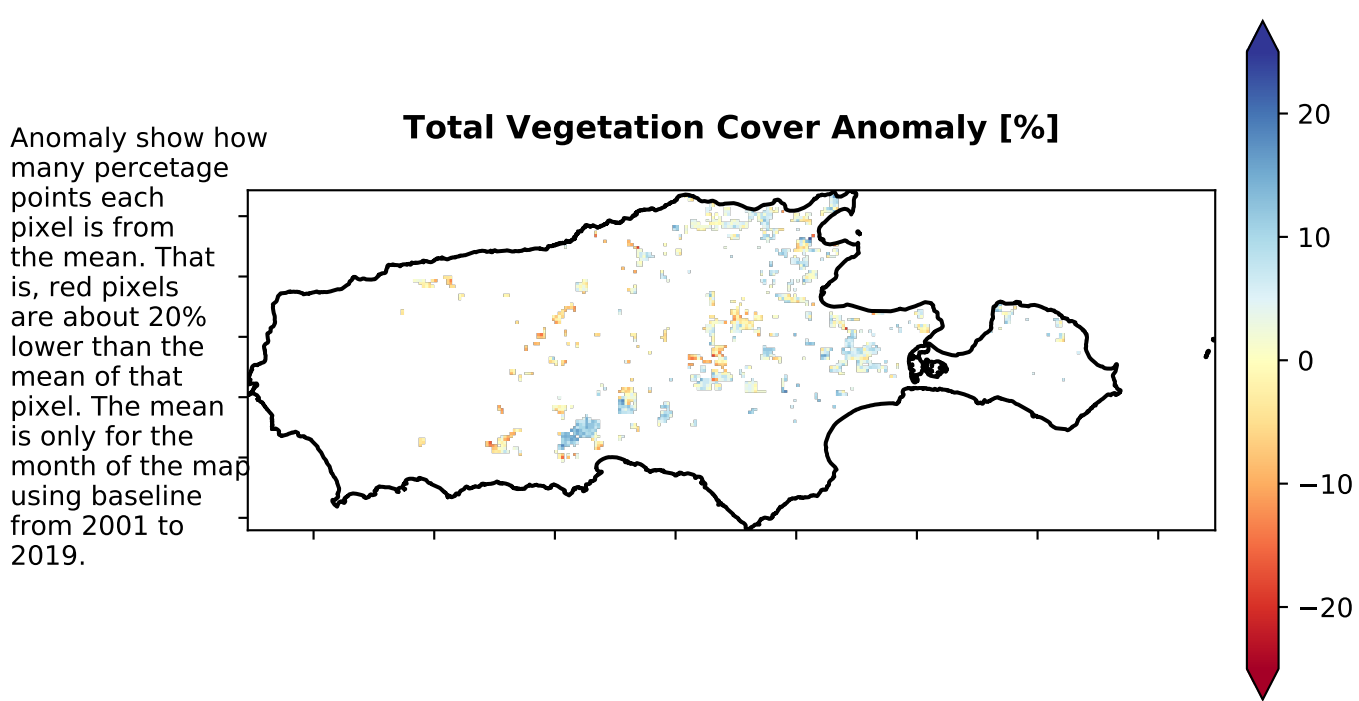 Total Vegetation Cover Anomaly [%]
Anomaly show how
many percetage
points each
pixel is from
the mean. That
is, red pixels
are about 20%
lower than the
mean of that
pixel. The mean
is only for the
month of the map
using baseline
from 2001 to
2019.
20
10
0
−10
−20